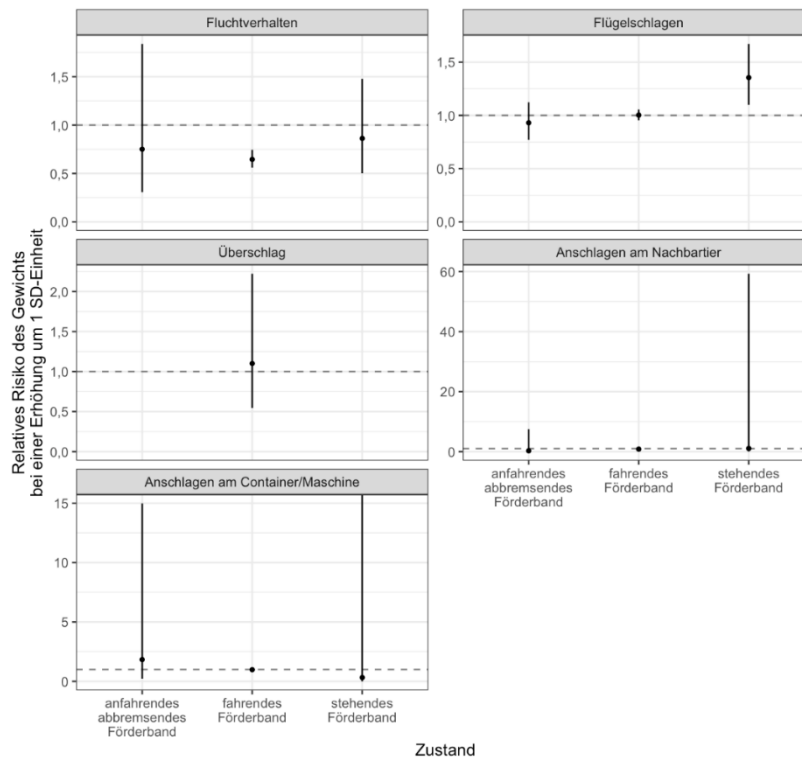 Fluchtverhalten
Flügelschlagen
1,5
1,0
0,5
0,0
1,5
1,0
0,5
0,0
Überschlag
Anschlagen am Nachbartier
2,0
1,5
1,0
0,5
0,0
60
40
20
0
anfahrendes
abbremsendes
Förderband
fahrendes
Förderband
stehendes
Förderband
Anschlagen am Container/Maschine
15
10
5
0
anfahrendes
abbremsendes
Förderband
fahrendes
Förderband
stehendes
Förderband
Relatives Risiko des Gewichts
bei einer Erhöhung um 1 SD-Einheit
Zustand